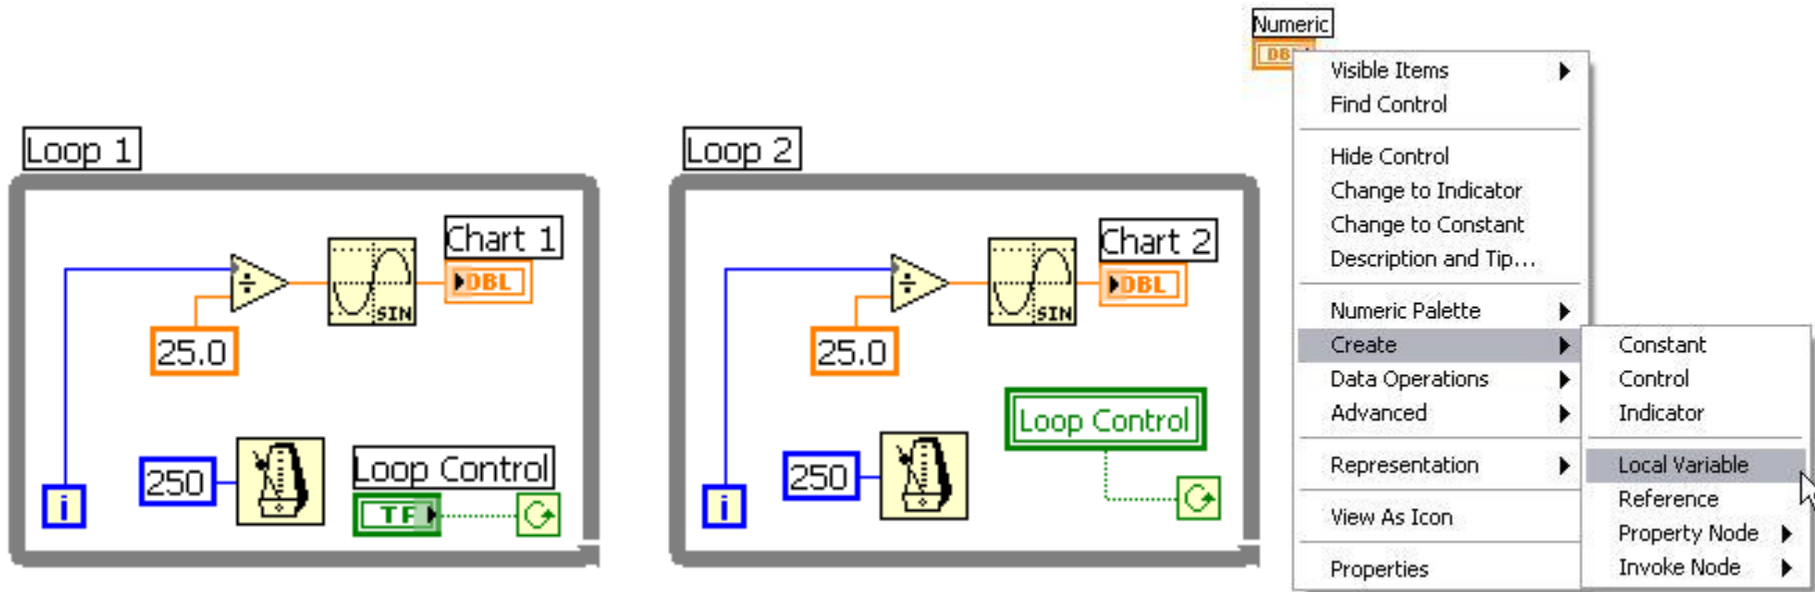 Loop 1
Chart 1
÷
DBL
SIN
25.0
250
Loop Control
i
TF
Loop 2
Chart 2
÷
DBL
SIN
25.0
Loop Control
250
i
Numeric
Visible Items
Find Control
Hide Control
Change to Indicator
Change to Constant
Description and Tip...
Numeric Palette
Create
Data Operations
Advanced
Representation
View As Icon
Properties
Constant
Control
Indicator
Local Variable
Reference
Property Node
Invoke Node